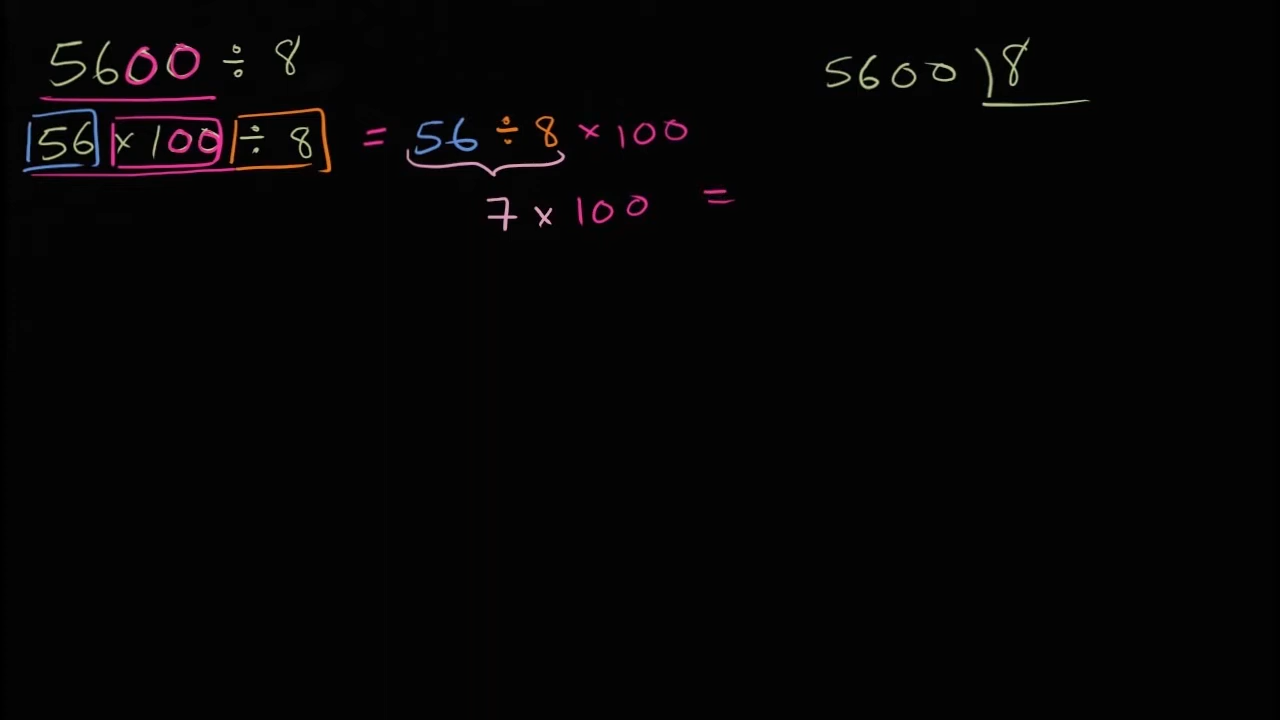 5600 ÷ 8
5600 ) 8
56 × 100 ÷ 8 = 56 ÷ 8 × 100
7 × 100 =